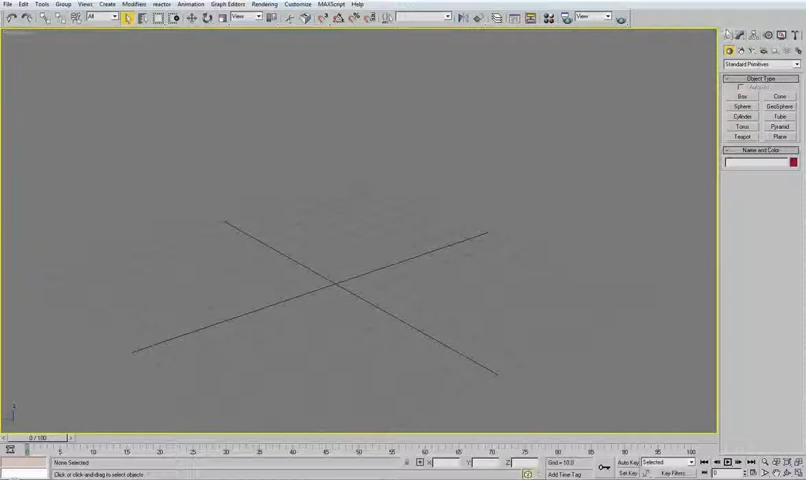 File Edit Tools Group Views Create Modifiers reactor Animation Graph Editors Rendering Customize MAXScript Help
All View View
Standard Primitives
- Object Type
AutoGrid
Box Cone
Sphere GeoSphere
Cylinder Tube
Torus Pyramid
Teapot Plane
- Name and Color
< 0 / 100 >
0 5 10 15 20 25 30 35 40 45 50 55 60 65 70 75 80 85 90 95 100
None Selected X: Y: Z: Grid = 10.0 Auto Key Selected
Click or click-and-drag to select objects Add Time Tag Set Key Key Filters... 0